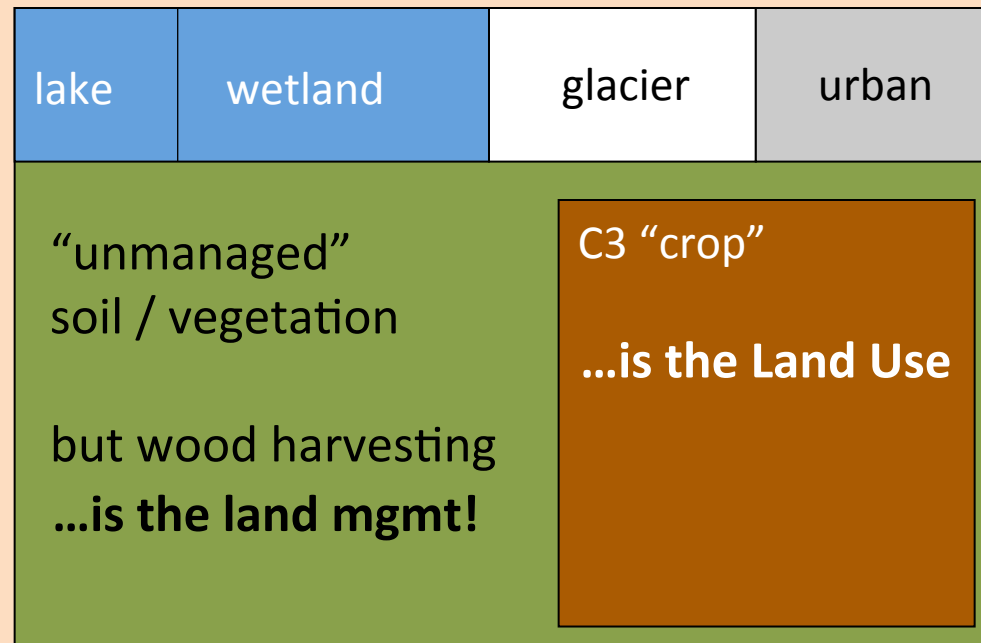 lake
wetland
glacier
urban
“unmanaged”
soil / vegetation
but wood harvesting
…is the land mgmt!
C3 “crop”
…is the Land Use